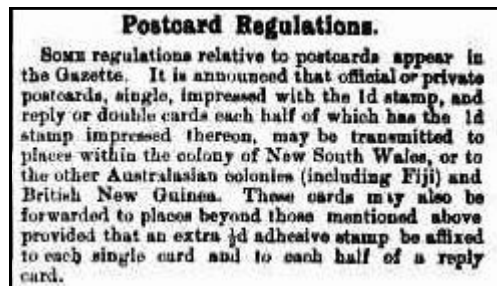 Postcard Regulations.
SOME regulations relative to postcards appear in
the Gazette. It is announced that official or private
postcards, single, impressed with the 1d stamp, and
reply or double cards each half of which has the 1d
stamp impressed thereon, may be transmitted to
places within the colony of New South Wales, or to
the other Australasian colonies (including Fiji) and
British New Guinea. These cards may also be
forwarded to places beyond those mentioned above
provided that an extra ½d adhesive stamp be affixed
to each single card and to each half of a reply
card.